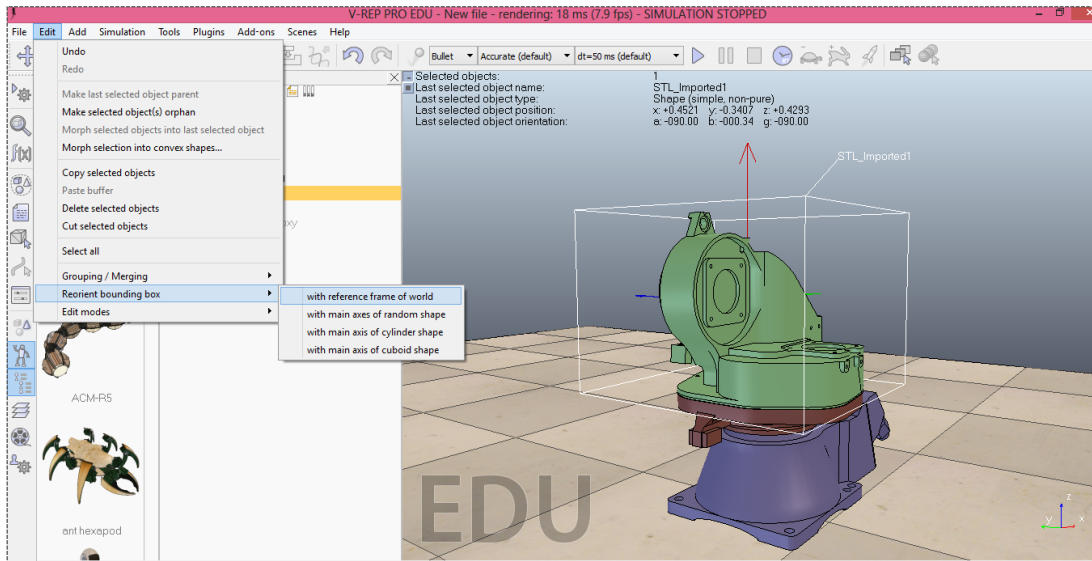 V-REP PRO EDU - New file - rendering: 18 ms (7.9 fps) - SIMULATION STOPPED
File Edit Add Simulation Tools Plugins Add-ons Scenes Help
Bullet Accurate (default) dt=50 ms (default)
Undo
Redo
Make last selected object parent
Make selected object(s) orphan
Morph selected objects into last selected object
Morph selection into convex shapes...
Copy selected objects
Paste buffer
Delete selected objects
Cut selected objects
Select all
Grouping / Merging
Reorient bounding box
Edit modes
with reference frame of world
with main axes of random shape
with main axis of cylinder shape
with main axis of cuboid shape
f(x)
ACM-R5
ant hexapod
Selected objects: 1
Last selected object name: STL_Imported1
Last selected object type: Shape (simple, non-pure)
Last selected object position: x: +0.4521 y: -0.3407 z: +0.4293
Last selected object orientation: a: -090.00 b: -000.34 g: -090.00
STL_Imported1
EDU
z
y x